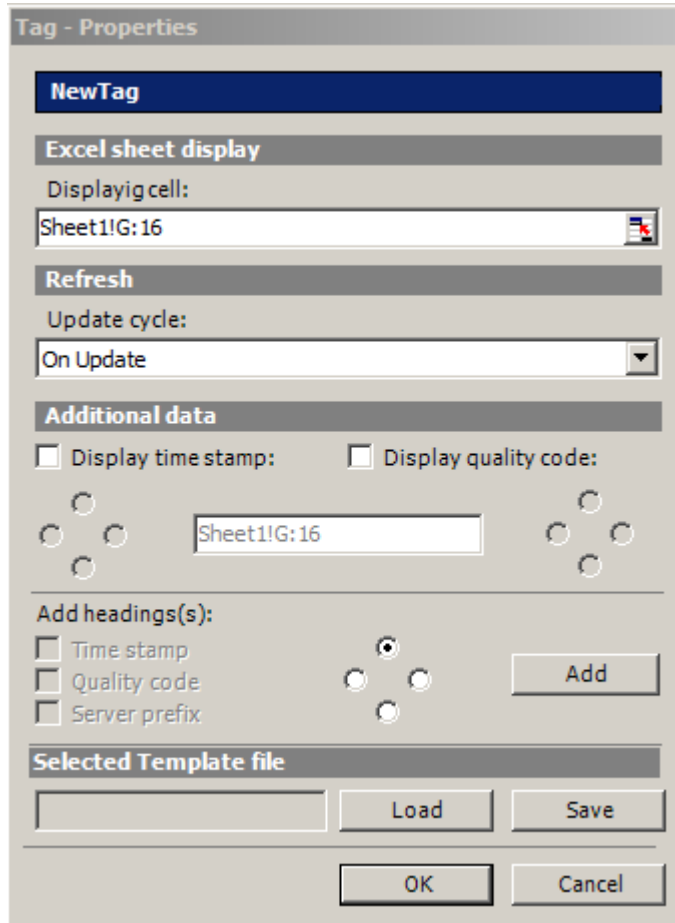 Tag - Properties
NewTag
Excel sheet display
Displayig cell:
Sheet1!G:16
Refresh
Update cycle:
On Update
Additional data
Display time stamp: Display quality code:
Sheet1!G:16
Add headings(s):
Time stamp
Quality code
Add
Server prefix
Selected Template file
Load Save
OK Cancel